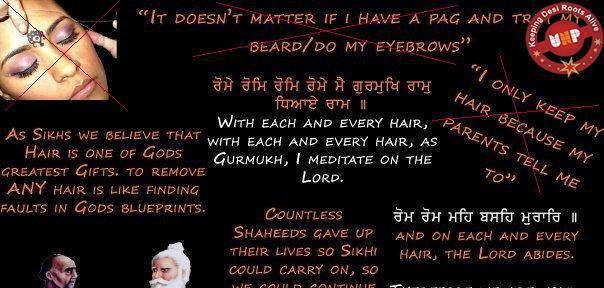 "It doesn't matter if i have a pag and trim my
beard/do my eyebrows"
Keeping Desi Roots Alive
UNP
ਰੋਮੇ ਰੋਮਿ ਰੋਮਿ ਰੋਮੇ ਮੈ ਗੁਰਮੁਖਿ ਰਾਮੁ
ਧਿਆਏ ਰਾਮ ॥
With each and every hair,
with each and every hair, as
Gurmukh, I meditate on the
Lord.
"I only keep my
hair because my
parents tell me
to"
As Sikhs we believe that
Hair is one of Gods
greatest Gifts. to remove
ANY hair is like finding
faults in Gods blueprints.
Countless
Shaheeds gave up
their lives so Sikhi
could carry on, so
we could continue
ਰੋਮ ਰੋਮ ਮਹਿ ਬਸਹਿ ਮੁਰਾਰਿ ॥
and on each and every
hair, the Lord abides.